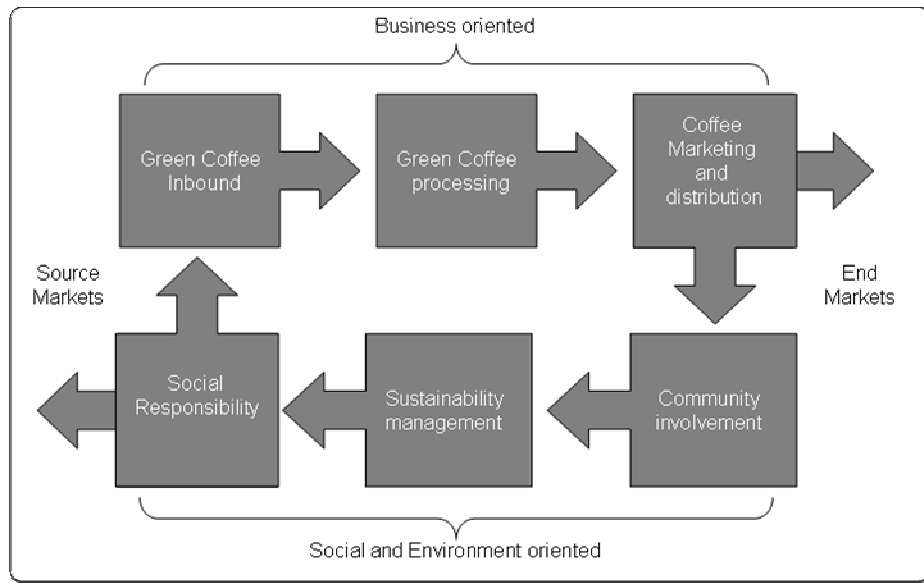 Business oriented
Green Coffee
Inbound
Green Coffee
processing
Coffee
Marketing
and
distribution
Source
Markets
End
Markets
Social
Responsibility
Sustainability
management
Community
involvement
Social and Environment oriented